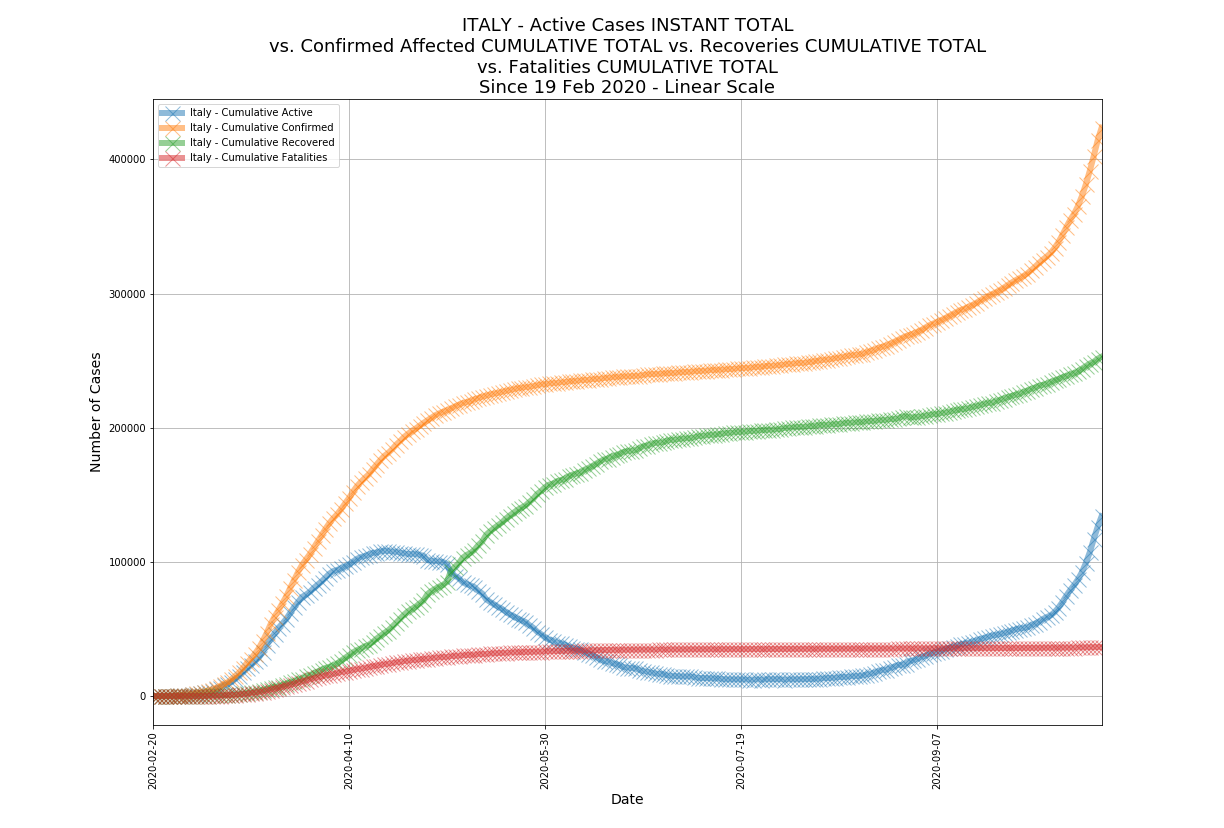 ITALY - Active Cases INSTANT TOTAL
vs. Confirmed Affected CUMULATIVE TOTAL vs. Recoveries CUMULATIVE TOTAL
vs. Fatalities CUMULATIVE TOTAL
Since 19 Feb 2020 - Linear Scale
Italy - Cumulative Active
Italy - Cumulative Confirmed
Italy - Cumulative Recovered
Italy - Cumulative Fatalities
400000
300000
200000
100000
0
Number of Cases
2020-02-20
2020-04-10
2020-05-30
2020-07-19
2020-09-07
Date